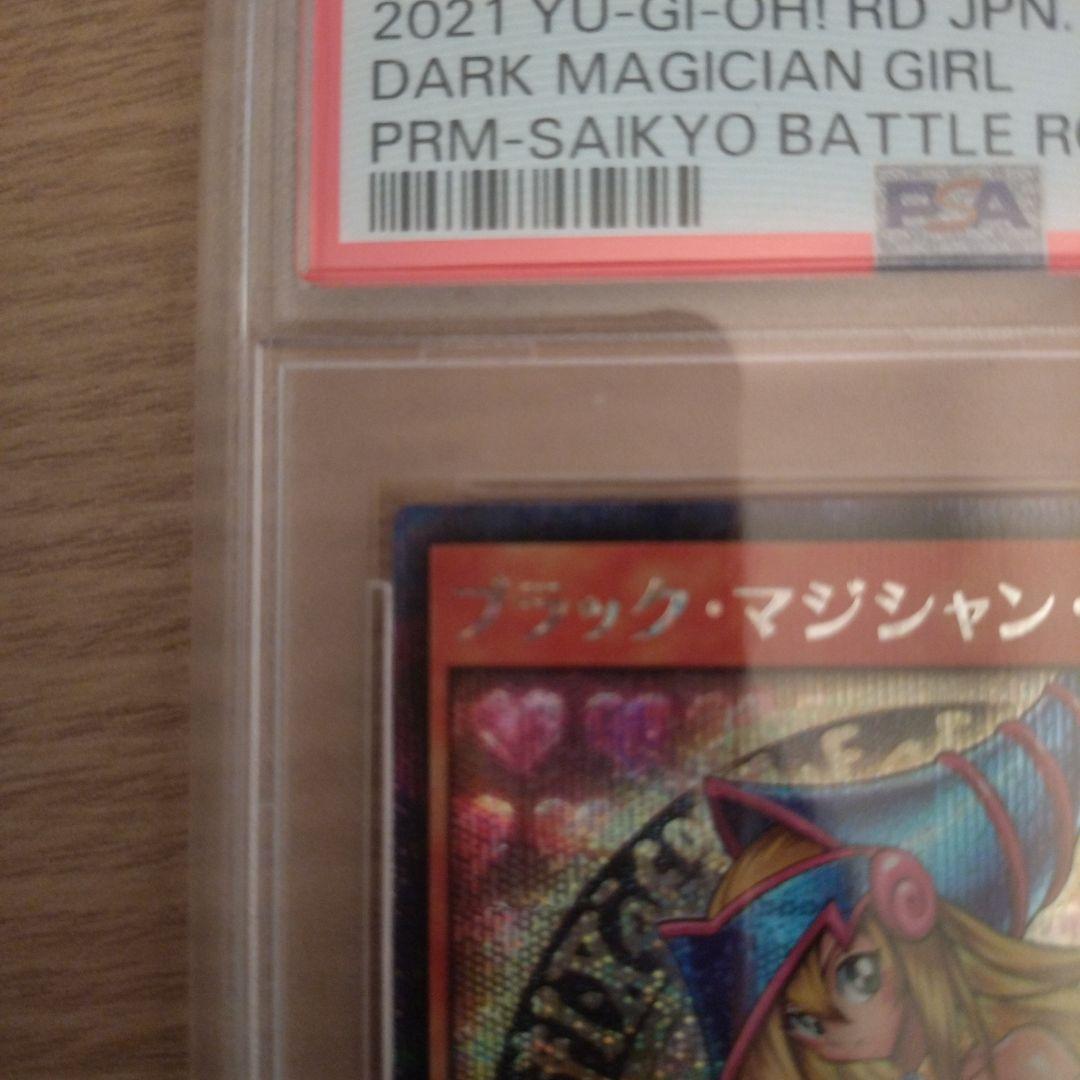 2021 YU-GI-OH! RD JPN.
DARK MAGICIAN GIRL
PRM-SAIKYO BATTLE
PSA
ブラック・マジシャン・